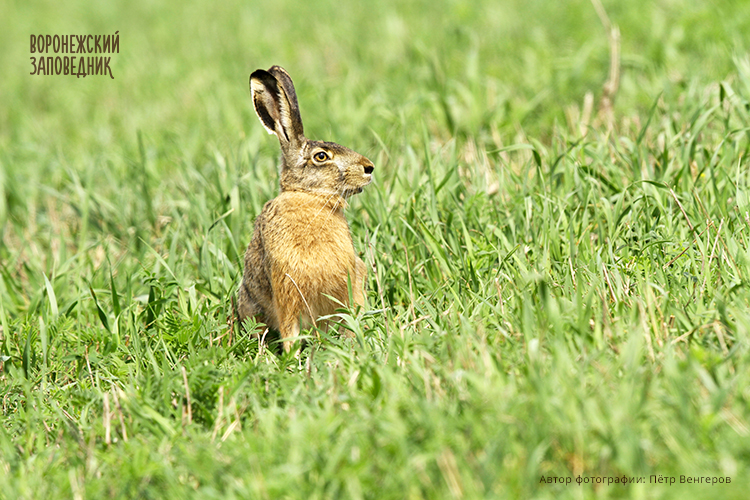 ВОРОНЕЖСКИЙ
ЗАПОВЕДНИК
Автор фотографии: Пётр Венгеров